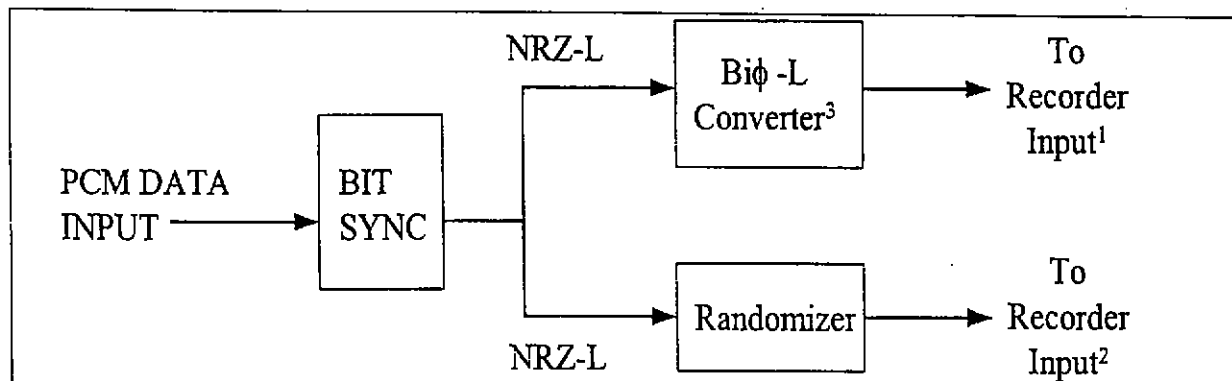 NRZ-L
Biϕ -L
Converter³
To
Recorder
Input¹
PCM DATA
INPUT
BIT
SYNC
NRZ-L
Randomizer
To
Recorder
Input²